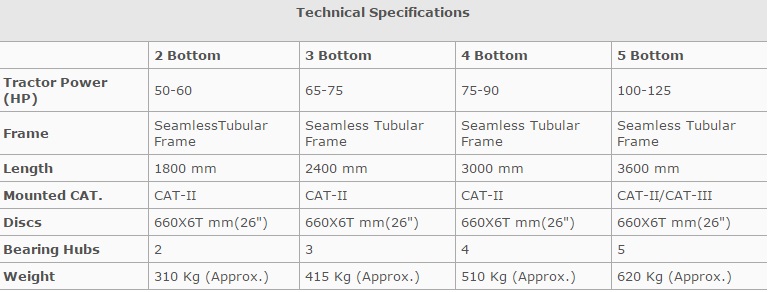 Technical Specifications
2 Bottom 3 Bottom 4 Bottom 5 Bottom
Tractor Power (HP) 50-60 65-75 75-90 100-125
Frame SeamlessTubular Frame Seamless Tubular Frame Seamless Tubular Frame Seamless Tubular Frame
Length 1800 mm 2400 mm 3000 mm 3600 mm
Mounted CAT. CAT-II CAT-II CAT-II CAT-II/CAT-III
Discs 660X6T mm(26") 660X6T mm(26") 660X6T mm(26") 660X6T mm(26")
Bearing Hubs 2 3 4 5
Weight 310 Kg (Approx.) 415 Kg (Approx.) 510 Kg (Approx.) 620 Kg (Approx.)